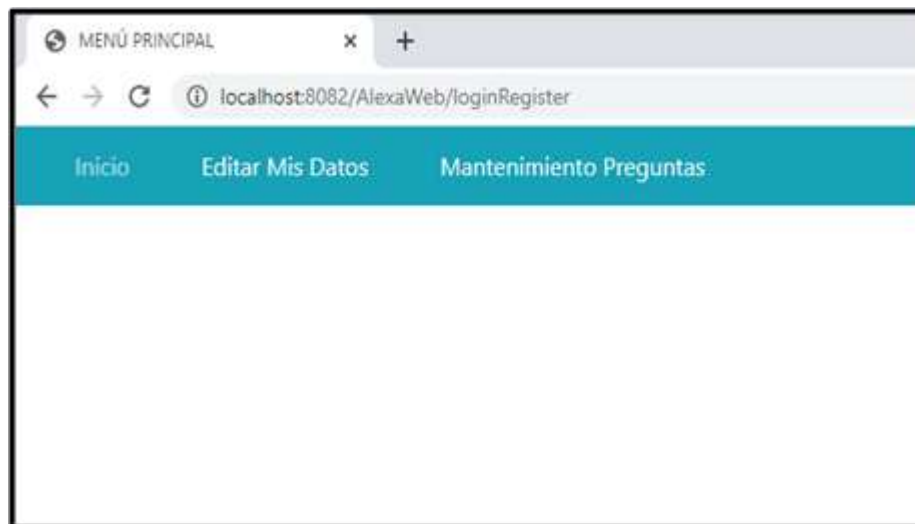 MENÚ PRINCIPAL
localhost:8082/AlexaWeb/loginRegister
Inicio Editar Mis Datos Mantenimiento Preguntas